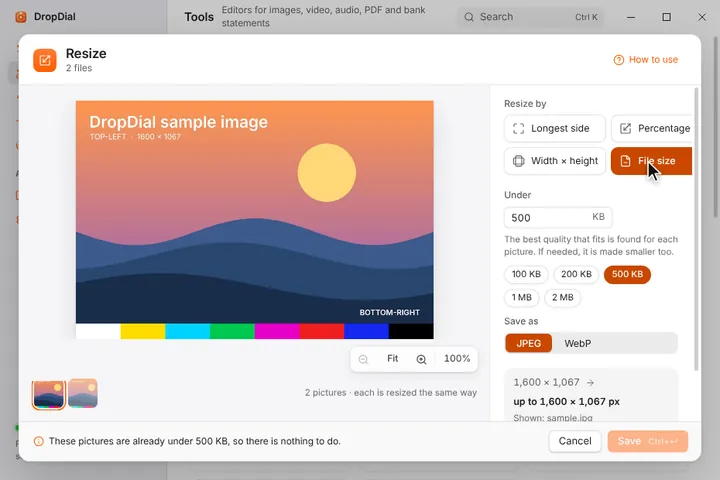 DropDial
Tools
Editors for images, video, audio, PDF and bank
statements
Search
Ctrl K
Resize
2 files
How to use
DropDial sample image
TOP-LEFT · 1600 × 1067
BOTTOM-RIGHT
Fit
100%
2 pictures · each is resized the same way
Resize by
Longest side
Percentage
Width × height
File size
Under
500
KB
The best quality that fits is found for each
picture. If needed, it is made smaller too.
100 KB
200 KB
500 KB
1 MB
2 MB
Save as
JPEG
WebP
1,600 × 1,067 →
up to 1,600 × 1,067 px
Shown: sample.jpg
These pictures are already under 500 KB, so there is nothing to do.
Cancel
Save
Ctrl+↵